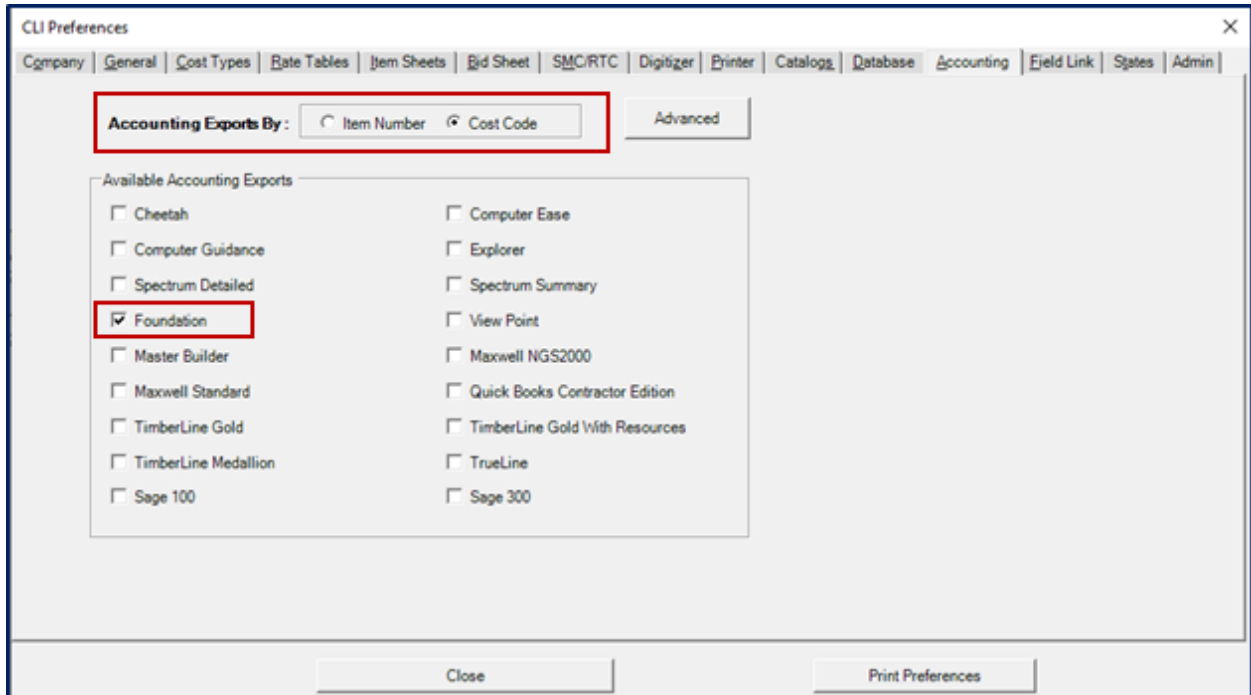 CLI Preferences
Company General Cost Types Rate Tables Item Sheets Bid Sheet SMC/RTC Digitizer Printer Catalogs Database Accounting Field Link States Admin
Accounting Exports By : Item Number Cost Code Advanced
Available Accounting Exports
Cheetah Computer Ease
Computer Guidance Explorer
Spectrum Detailed Spectrum Summary
Foundation View Point
Master Builder Maxwell NGS2000
Maxwell Standard Quick Books Contractor Edition
TimberLine Gold TimberLine Gold With Resources
TimberLine Medallion TrueLine
Sage 100 Sage 300
Close Print Preferences